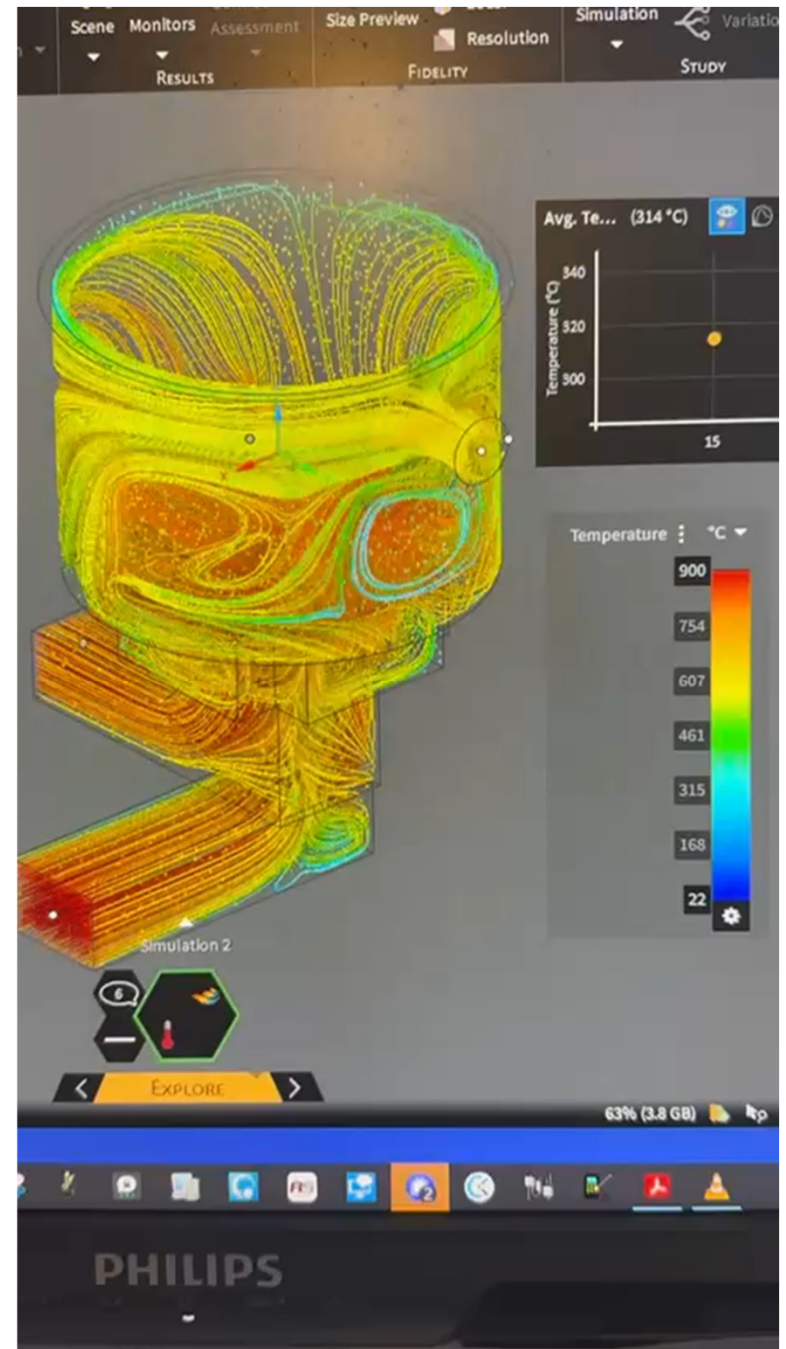 Scene Monitors Assessment
RESULTS
Size Preview
Resolution
FIDELITY
Simulation
STUDY
Avg. Te... (314 °C)
Temperature (°C)
340
320
300
15
Temperature °C
900
754
607
461
315
168
22
X
Simulation 2
6
EXPLORE
63% (3.8 GB)
2
PHILIPS